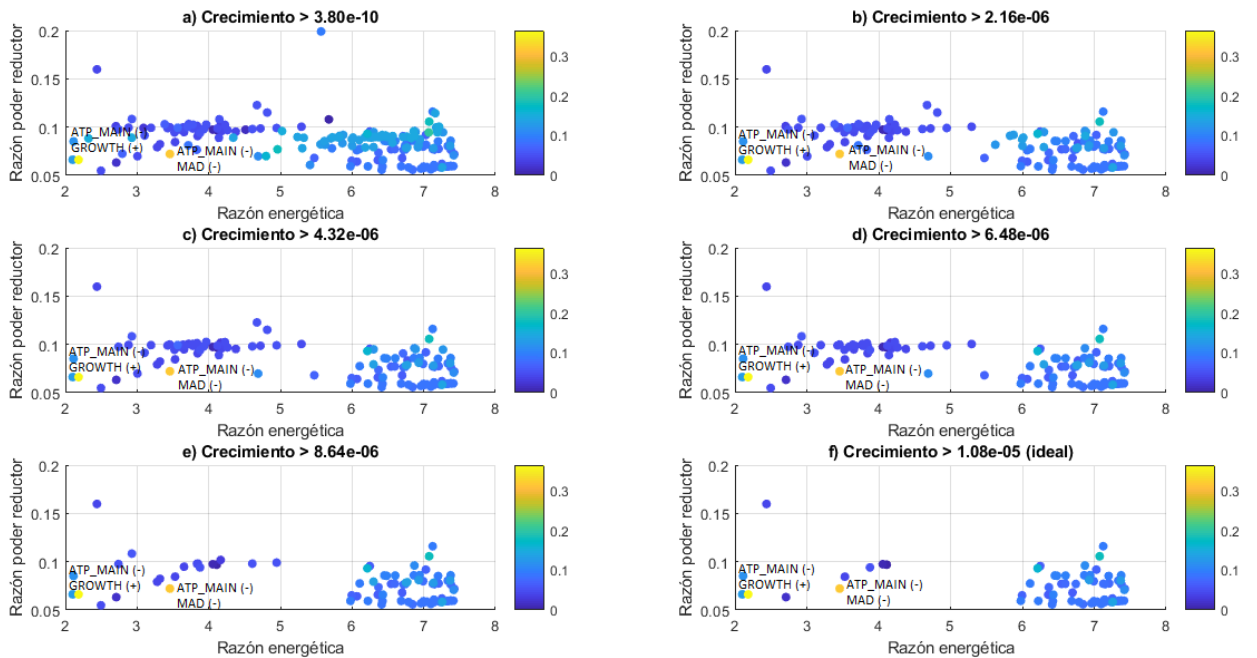 a) Crecimiento > 3.80e-10
Razón poder reductor
0.2
0.15
0.1
0.05
ATP_MAIN (-)
GROWTH (+)
ATP_MAIN (-)
MAD (-)
2 3 4 5 6 7 8
Razón energética
0.3
0.2
0.1
0
b) Crecimiento > 2.16e-06
Razón poder reductor
0.2
0.15
0.1
0.05
ATP_MAIN (-)
GROWTH (+)
ATP_MAIN (-)
MAD (-)
2 3 4 5 6 7 8
Razón energética
0.3
0.2
0.1
0
c) Crecimiento > 4.32e-06
Razón poder reductor
0.2
0.15
0.1
0.05
ATP_MAIN (-)
GROWTH (+)
ATP_MAIN (-)
MAD (-)
2 3 4 5 6 7 8
Razón energética
0.3
0.2
0.1
0
d) Crecimiento > 6.48e-06
Razón poder reductor
0.2
0.15
0.1
0.05
ATP_MAIN (-)
GROWTH (+)
ATP_MAIN (-)
MAD (-)
2 3 4 5 6 7 8
Razón energética
0.3
0.2
0.1
0
e) Crecimiento > 8.64e-06
Razón poder reductor
0.2
0.15
0.1
0.05
ATP_MAIN (-)
GROWTH (+)
ATP_MAIN (-)
MAD (-)
2 3 4 5 6 7 8
Razón energética
0.3
0.2
0.1
0
f) Crecimiento > 1.08e-05 (ideal)
Razón poder reductor
0.2
0.15
0.1
0.05
ATP_MAIN (-)
GROWTH (+)
ATP_MAIN (-)
MAD (-)
2 3 4 5 6 7 8
Razón energética
0.3
0.2
0.1
0